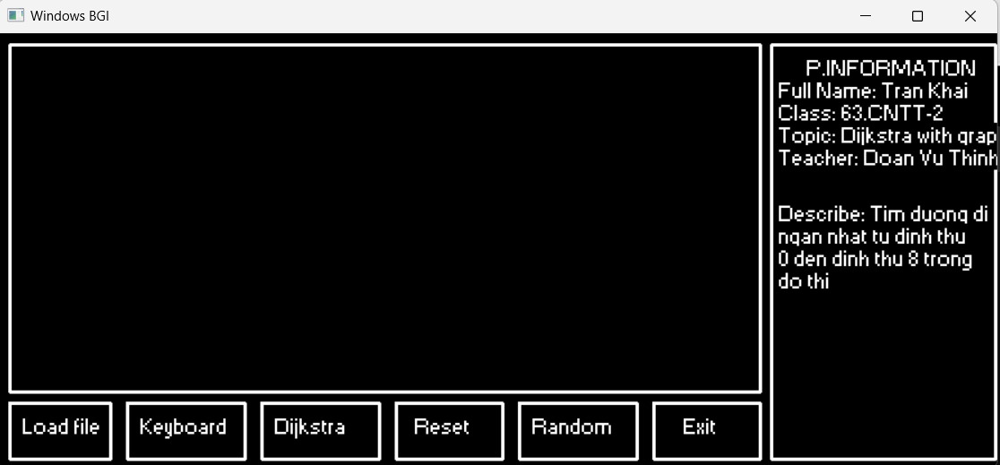 Windows BGI
P.INFORMATION
Full Name: Tran Khai
Class: 63.CNTT-2
Topic: Dijkstra with grap
Teacher: Doan Vu Thinh
Describe: Tim duong di
ngan nhat tu dinh thu
0 den dinh thu 8 trong
do thi
Load file
Keyboard
Dijkstra
Reset
Random
Exit